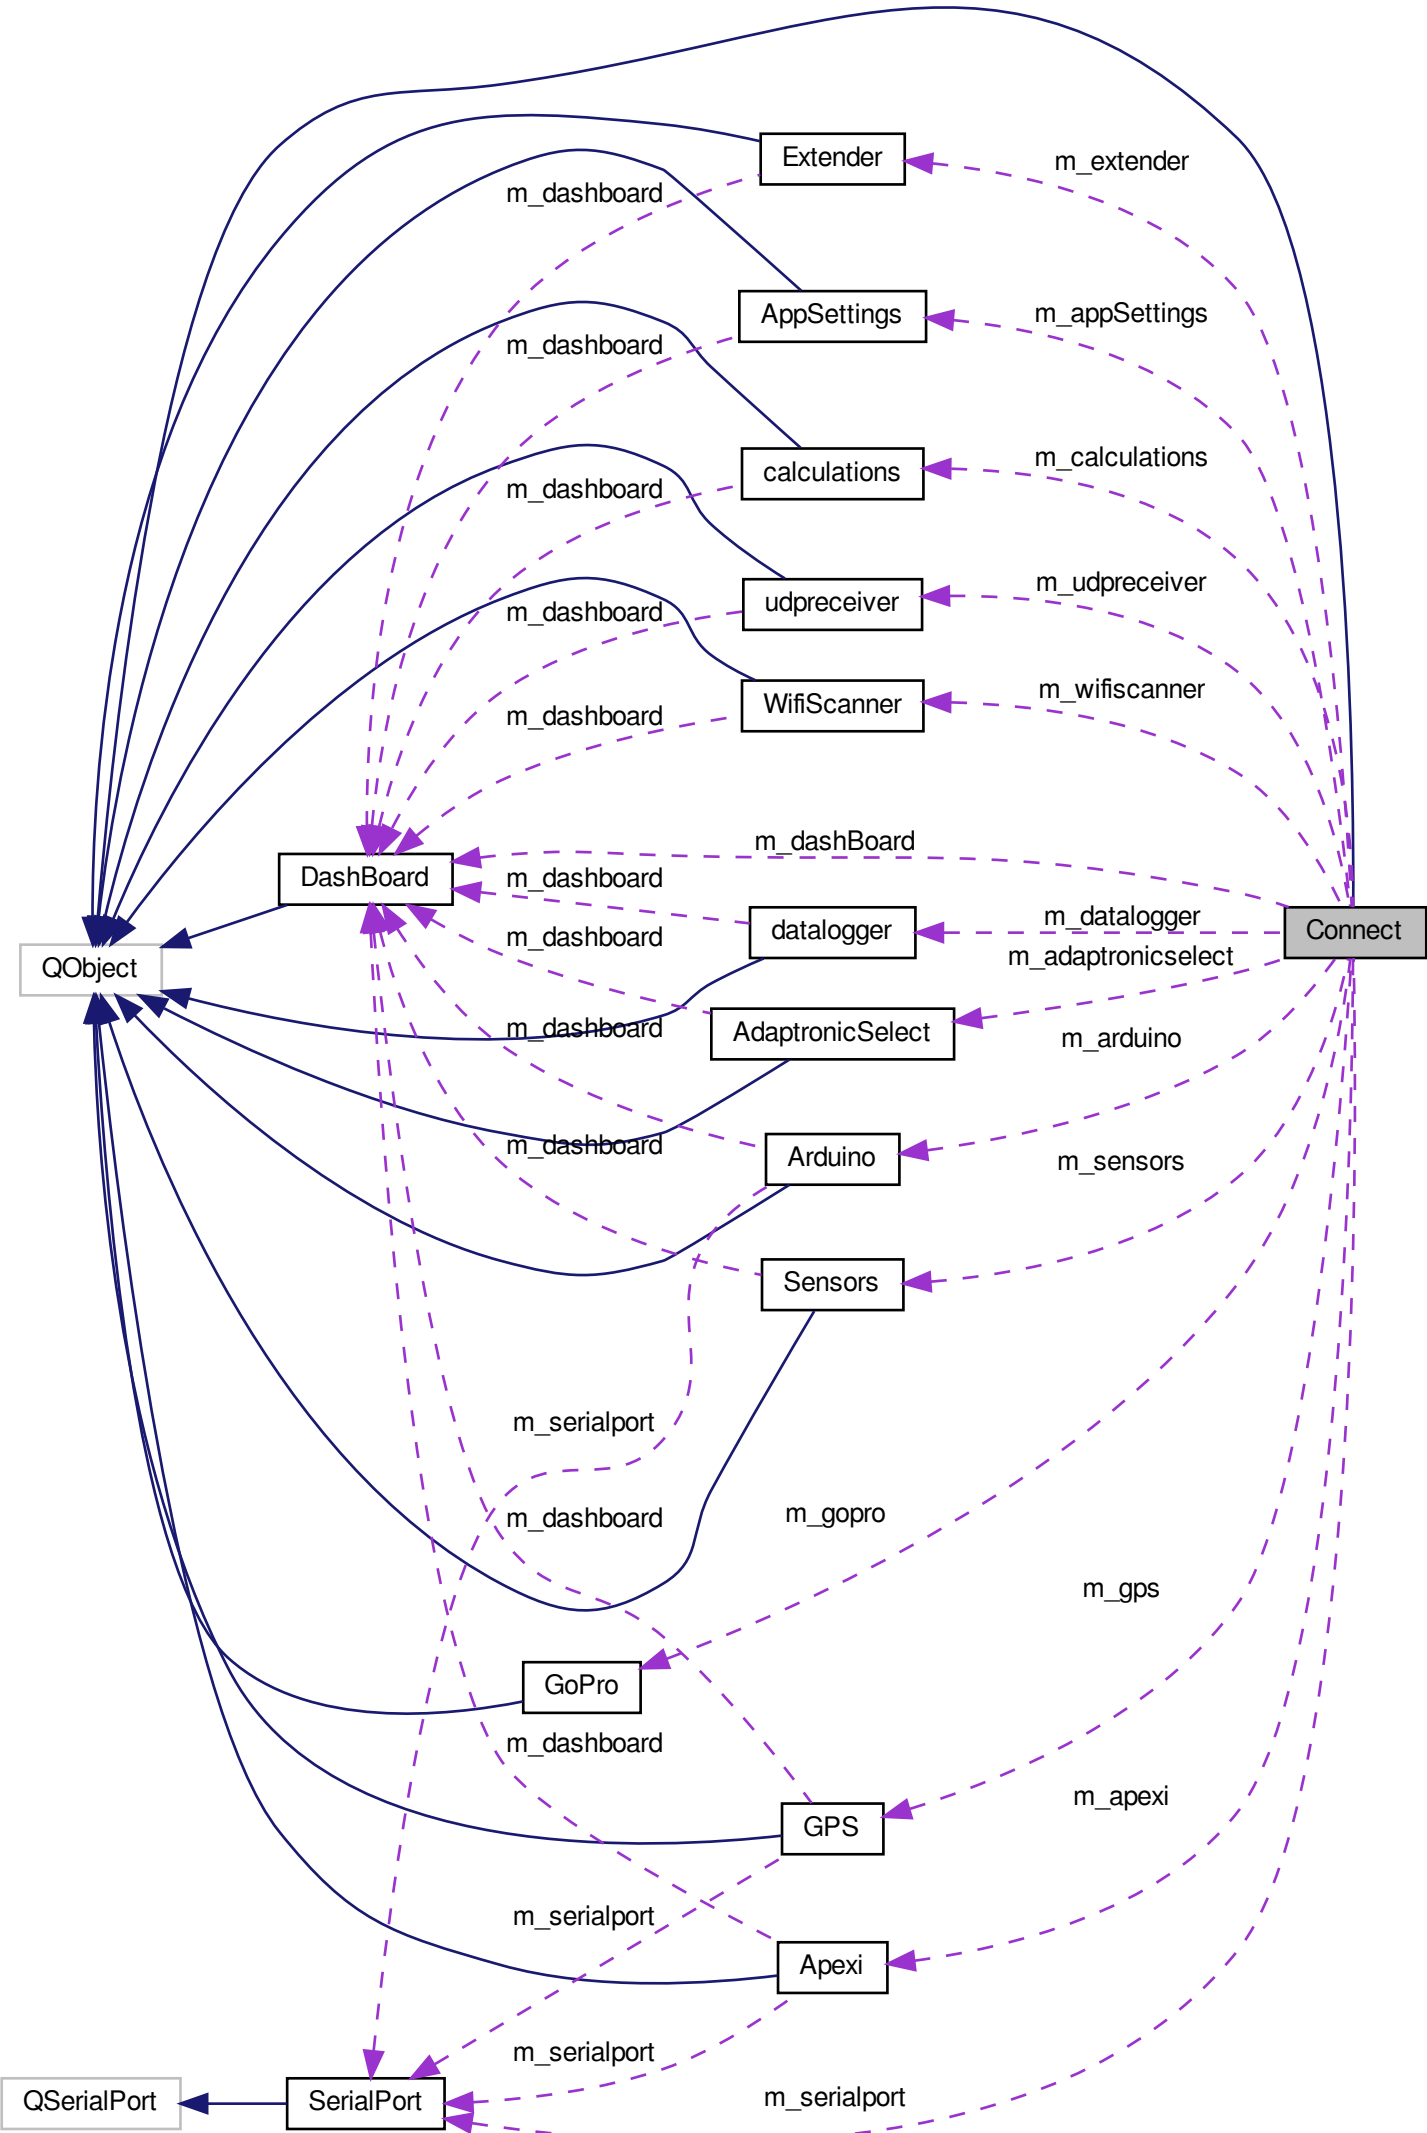 Extender
m_extender
m_dashboard
AppSettings
m_appSettings
m_dashboard
calculations
m_calculations
m_dashboard
udpreceiver
m_udpreceiver
m_dashboard
WifiScanner
m_wifiscanner
m_dashboard
m_dashBoard
DashBoard
m_dashboard
datalogger
m_datalogger
Connect
m_dashboard
m_adaptronicselect
QObject
AdaptronicSelect
m_dashboard
m_arduino
m_dashboard
Arduino
m_sensors
Sensors
m_serialport
m_dashboard
m_gopro
m_gps
GoPro
m_dashboard
m_apexi
GPS
m_serialport
Apexi
m_serialport
QSerialPort
SerialPort
m_serialport